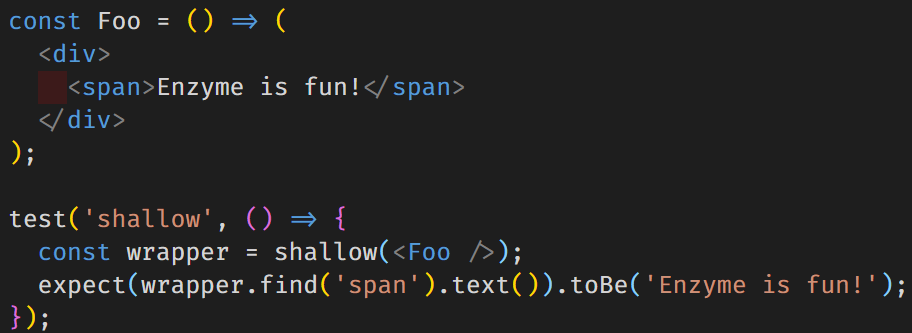 const Foo = () => (
  <div>
    <span>Enzyme is fun!</span>
  </div>
);

test('shallow', () => {
  const wrapper = shallow(<Foo />);
  expect(wrapper.find('span').text()).toBe('Enzyme is fun!');
});